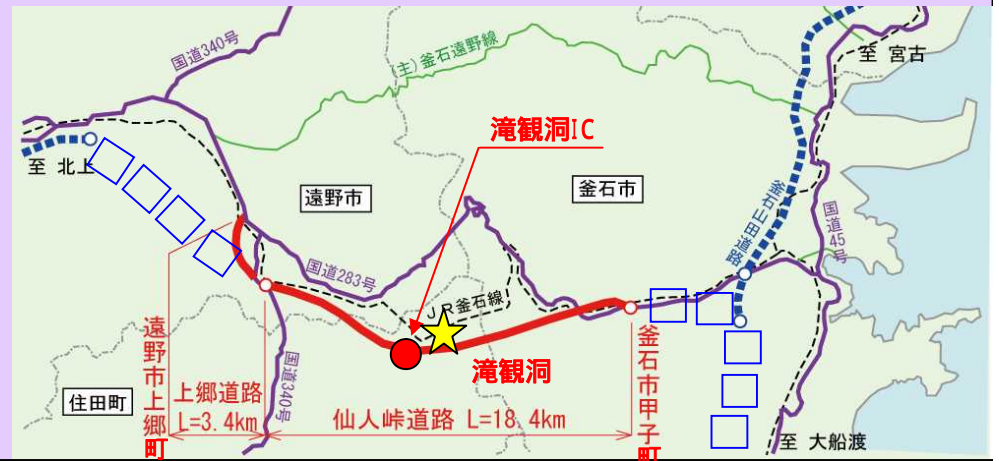 国道340号
(主)釜石遠野線
至 宮古
滝観洞IC
至 北上
遠野市
釜石市
釜石山田道路
国道45号
国道283号
JR釜石線
滝観洞
遠野市上郷町
釜石市甲子町
住田町
上郷道路
L=3.4km
国道340号
仙人峠道路 L=18.4km
至 大船渡